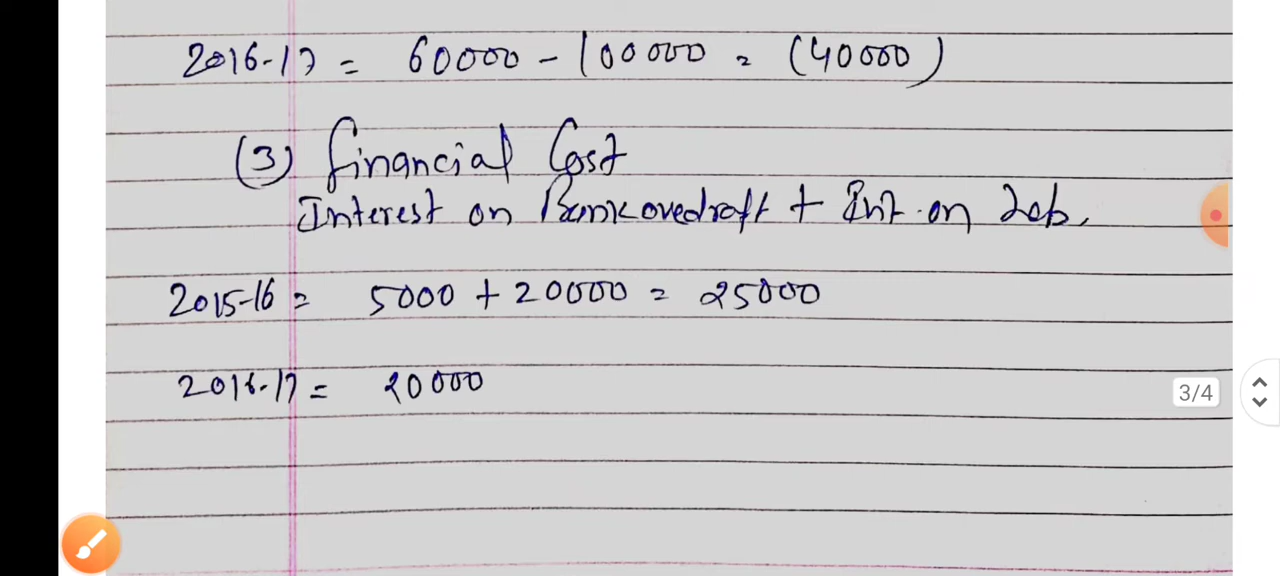 2016-17 = 60000 - 100000 = (40000)
(3) Financial Cost
Interest on Bank ovedraft + Int. on Deb.
2015-16 = 5000 + 20000 = 25000
2016-17 = 20000
3/4